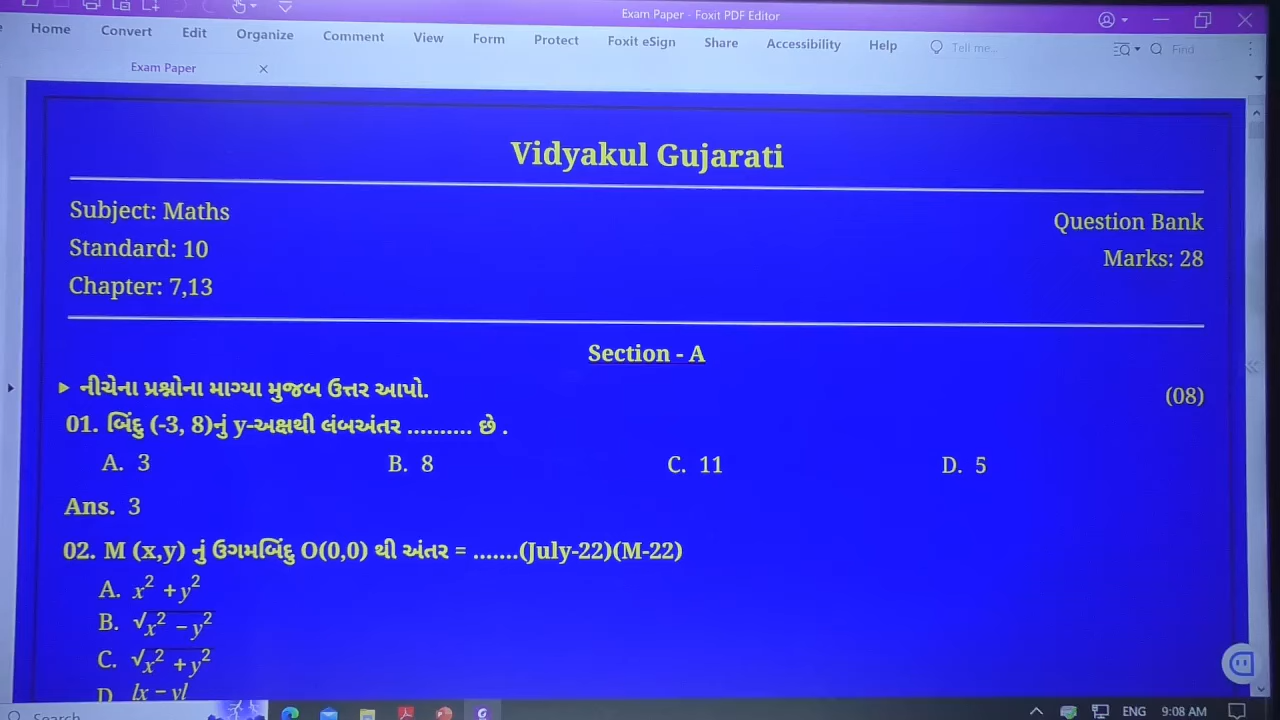 Exam Paper - Foxit PDF Editor
Home Convert Edit Organize Comment View Form Protect Foxit eSign Share Accessibility Help Tell me... Find
Exam Paper
Vidyakul Gujarati
Subject: Maths
Question Bank
Standard: 10
Marks: 28
Chapter: 7,13
Section - A
નીચેના પ્રશ્નોના માગ્યા મુજબ ઉત્તર આપો. (08)
01. બિંદુ (-3, 8)નું y-અક્ષથી લંબઅંતર .......... છે .
A. 3 B. 8 C. 11 D. 5
Ans. 3
02. M (x,y) નું ઉગમબિંદુ O(0,0) થી અંતર = .......(July-22)(M-22)
A. x² + y²
B. √x² − y²
C. √x² + y²
D. |x − y|
Search ENG 9:08 AM